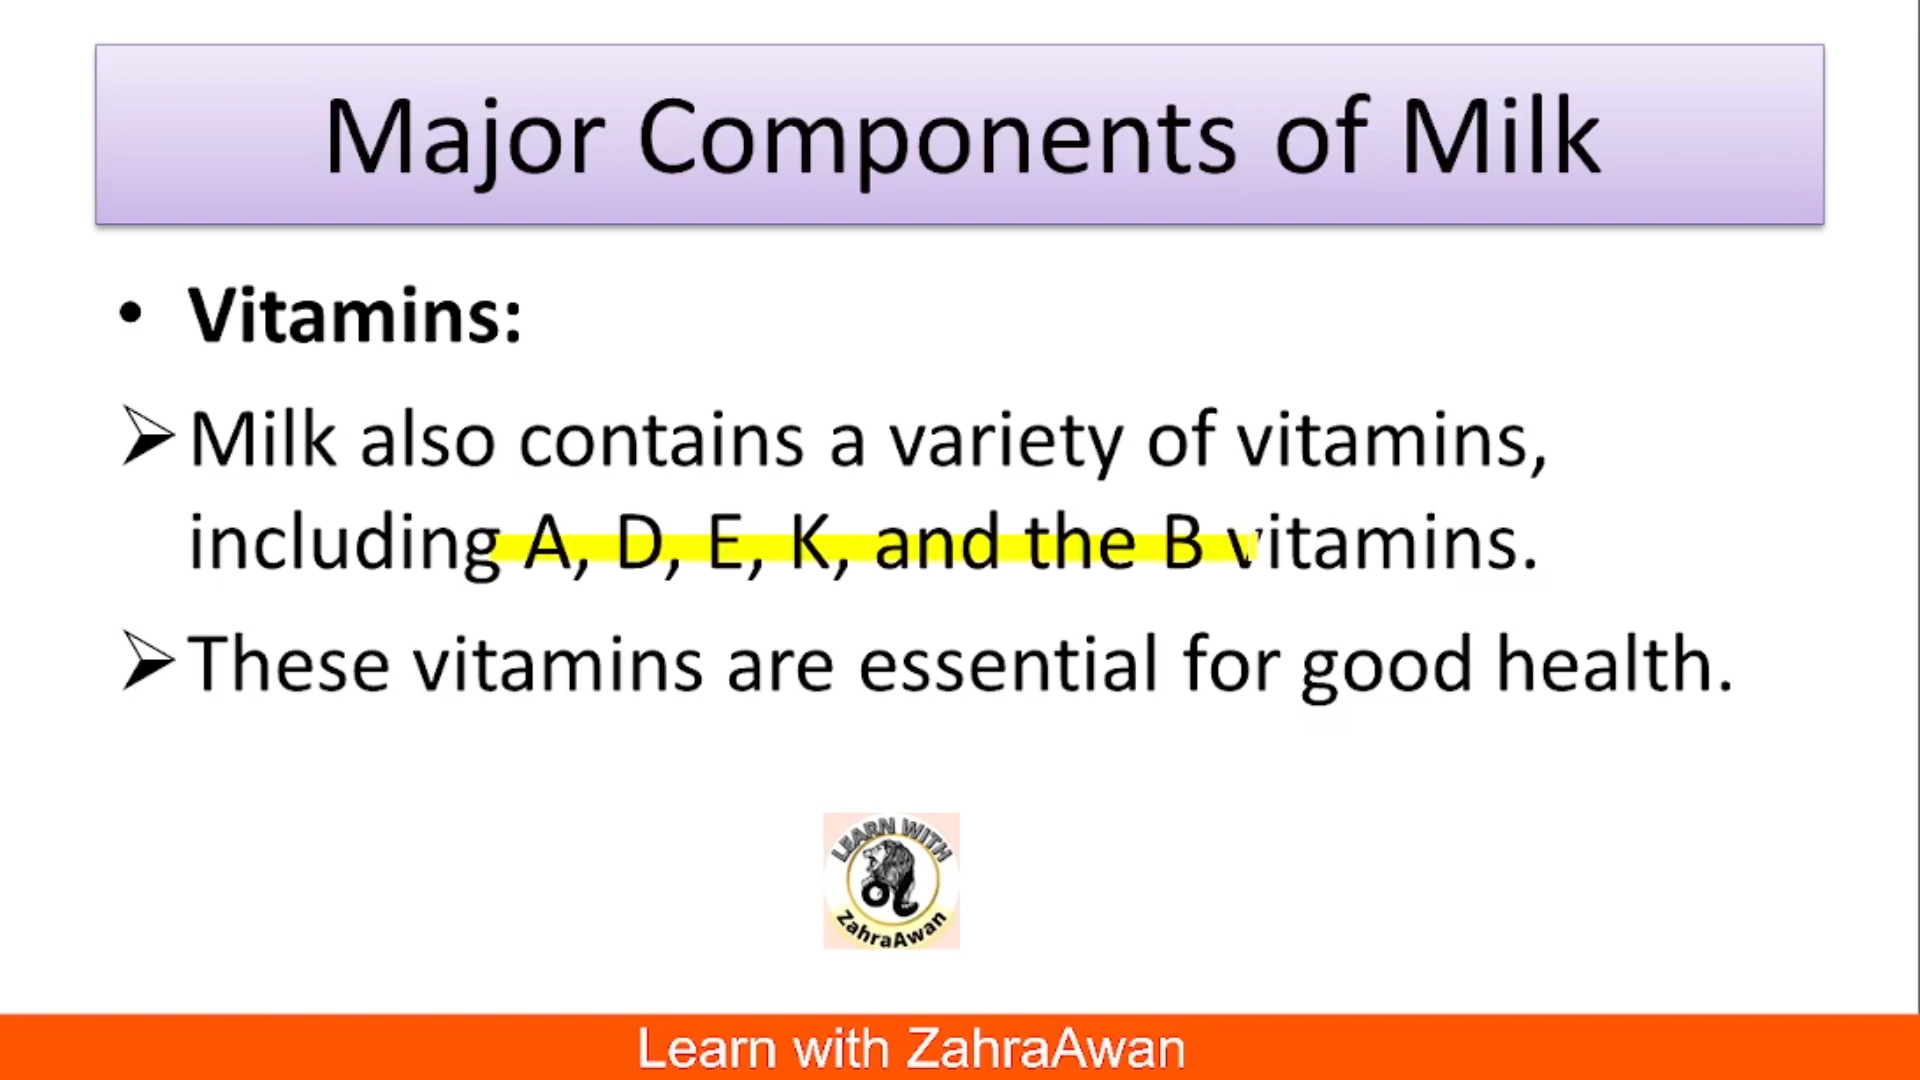 Major Components of Milk
• Vitamins:
➢ Milk also contains a variety of vitamins,
including A, D, E, K, and the B vitamins.
➢ These vitamins are essential for good health.
LEARN WITH
ZahraAwan
Learn with ZahraAwan